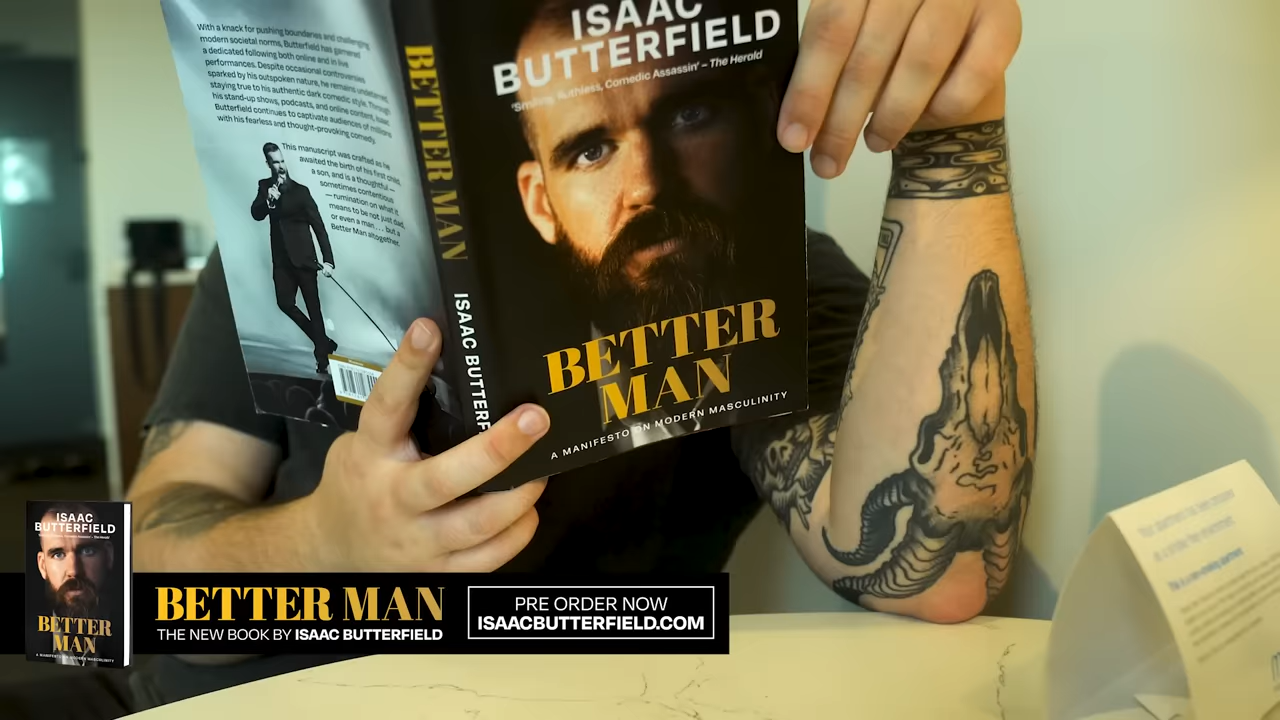 With a knack for pushing boundaries and challenging
modern societal norms, Butterfield has garnered
a dedicated following both online and in live
performances. Despite occasional controversies
sparked by his outspoken nature, he remains undeterred,
staying true to his authentic dark comedic style. Through
his stand-up shows, podcasts, and online content, Isaac
Butterfield continues to captivate audiences of millions
with his fearless and thought-provoking comedy.
This manuscript was crafted as he
awaited the birth of his first child,
a son, and is a thoughtful —
sometimes contentious
— rumination on what it
means to be not just dad,
or even a man . . . but a
Better Man altogether.
BETTER MAN
ISAAC BUTTERF
ISAAC
BUTTERFIELD
'Smiling, Ruthless, Comedic Assassin' – The Herald
BETTER
MAN
A MANIFESTO ON MODERN MASCULINITY
ISAAC
BUTTERFIELD
BETTER
MAN
A MANIFESTO ON MODERN MASCULINITY
BETTER MAN
THE NEW BOOK BY ISAAC BUTTERFIELD
PRE ORDER NOW
ISAACBUTTERFIELD.COM